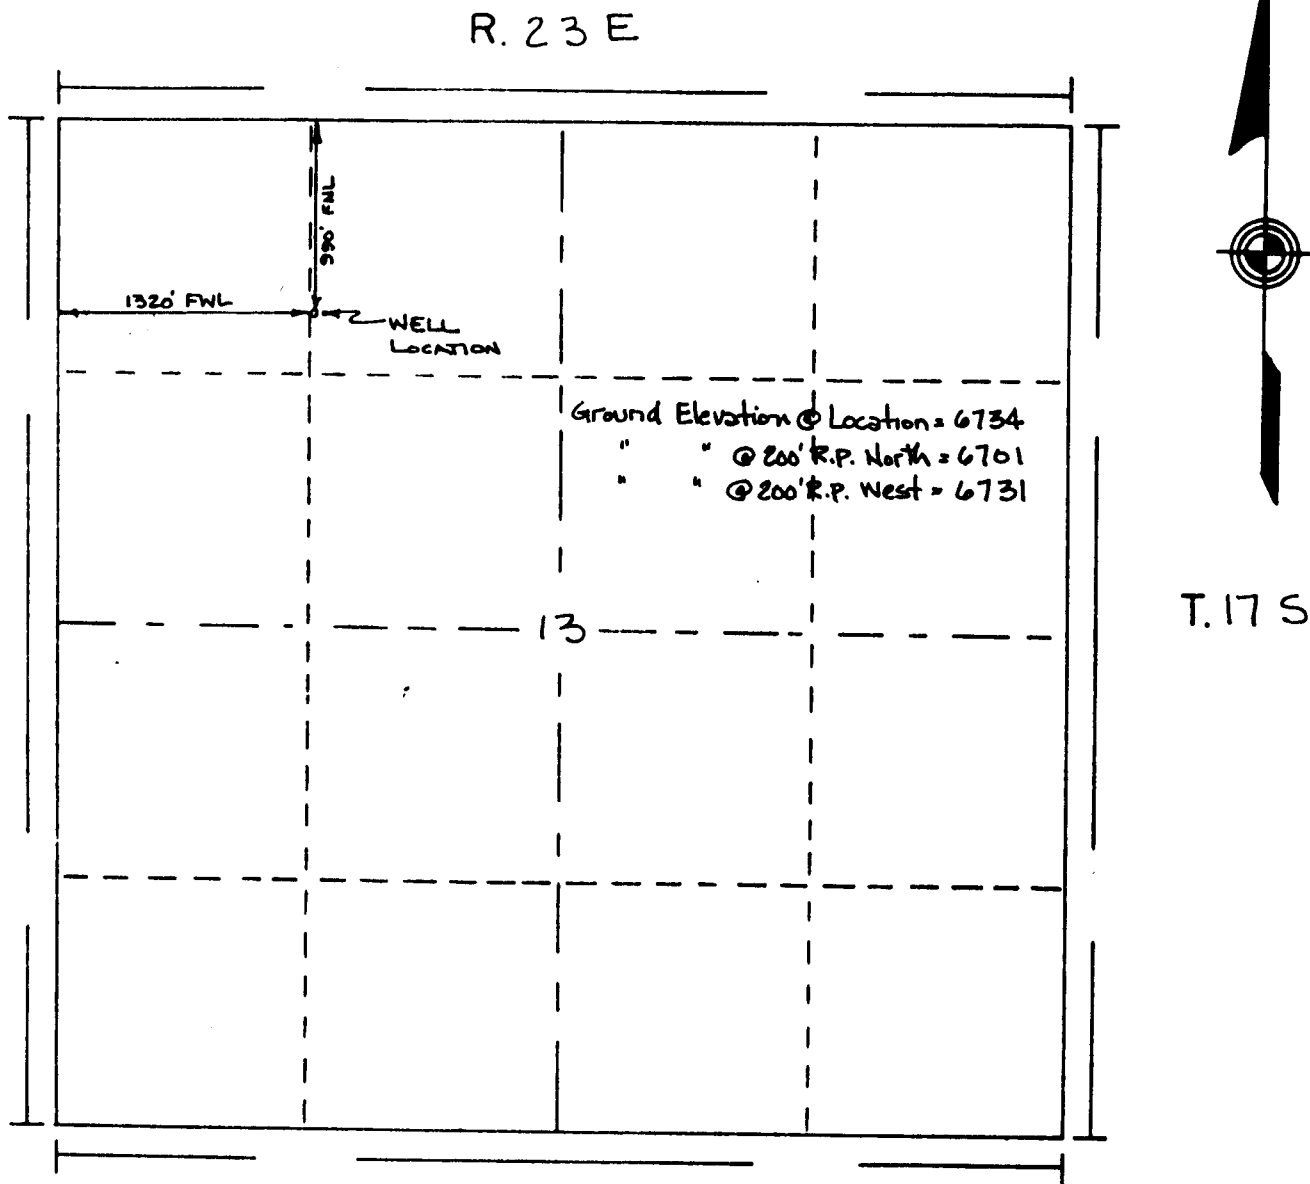 R. 23 E
990' FNL
1320' FWL
WELL
LOCATION
Ground Elevation @ Location = 6734
" " @ 200' R.P. North = 6701
" " @ 200' R.P. West = 6731
13
T. 17 S